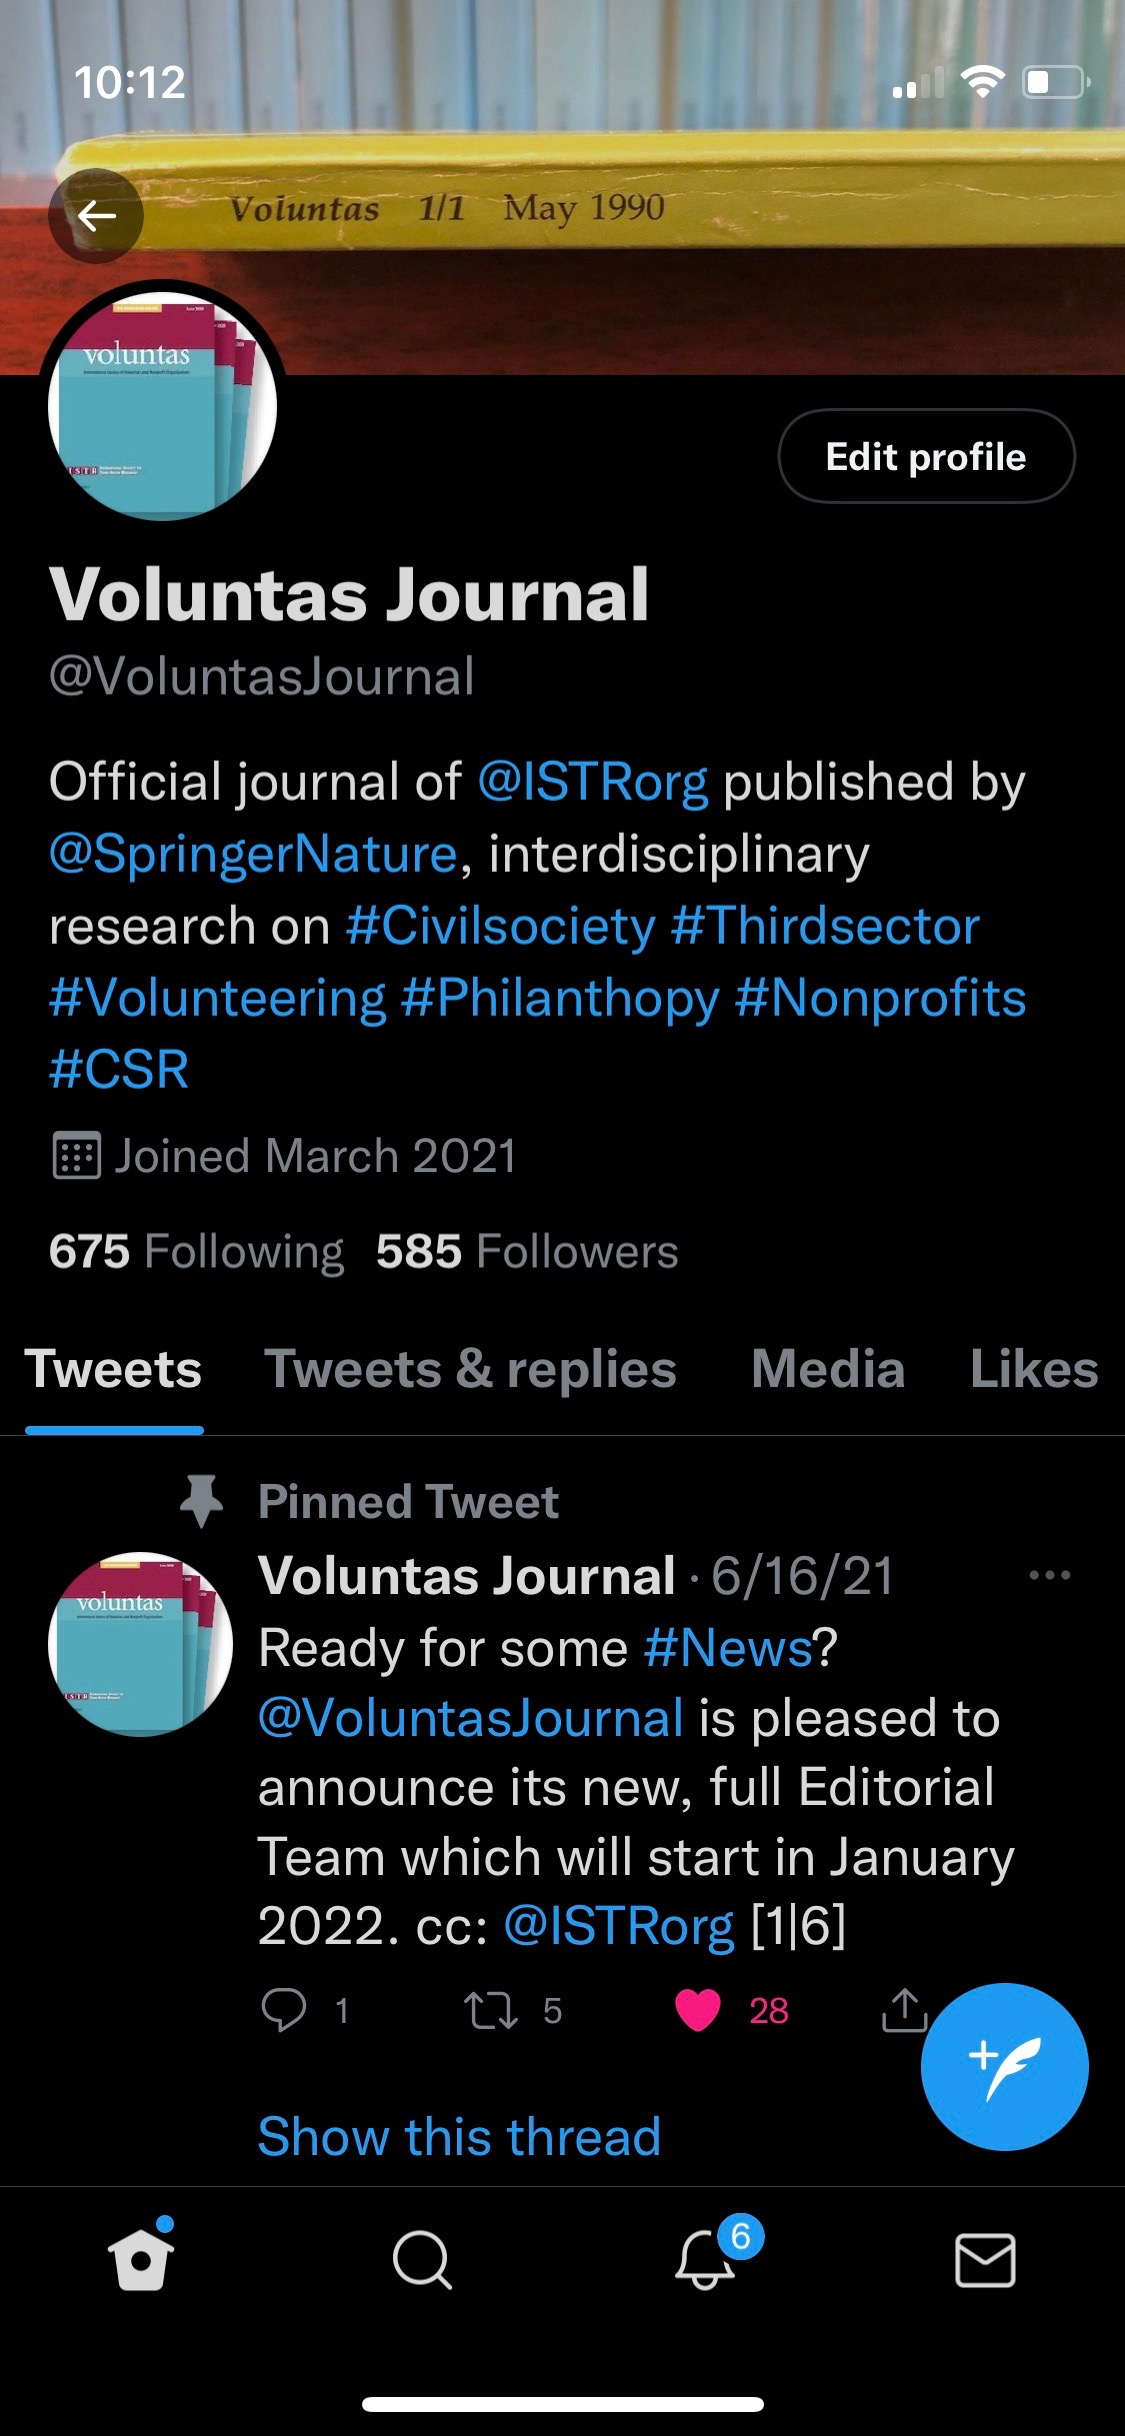 10:12
Voluntas 1/1 May 1990
voluntas
ISTR
Edit profile
Voluntas Journal
@VoluntasJournal
Official journal of @ISTRorg published by
@SpringerNature, interdisciplinary
research on #Civilsociety #Thirdsector
#Volunteering #Philanthopy #Nonprofits
#CSR
Joined March 2021
675 Following 585 Followers
Tweets Tweets & replies Media Likes
Pinned Tweet
Voluntas Journal · 6/16/21
Ready for some #News?
@VoluntasJournal is pleased to
announce its new, full Editorial
Team which will start in January
2022. cc: @ISTRorg [1|6]
1 5 28
voluntas
ISTR
Show this thread
6